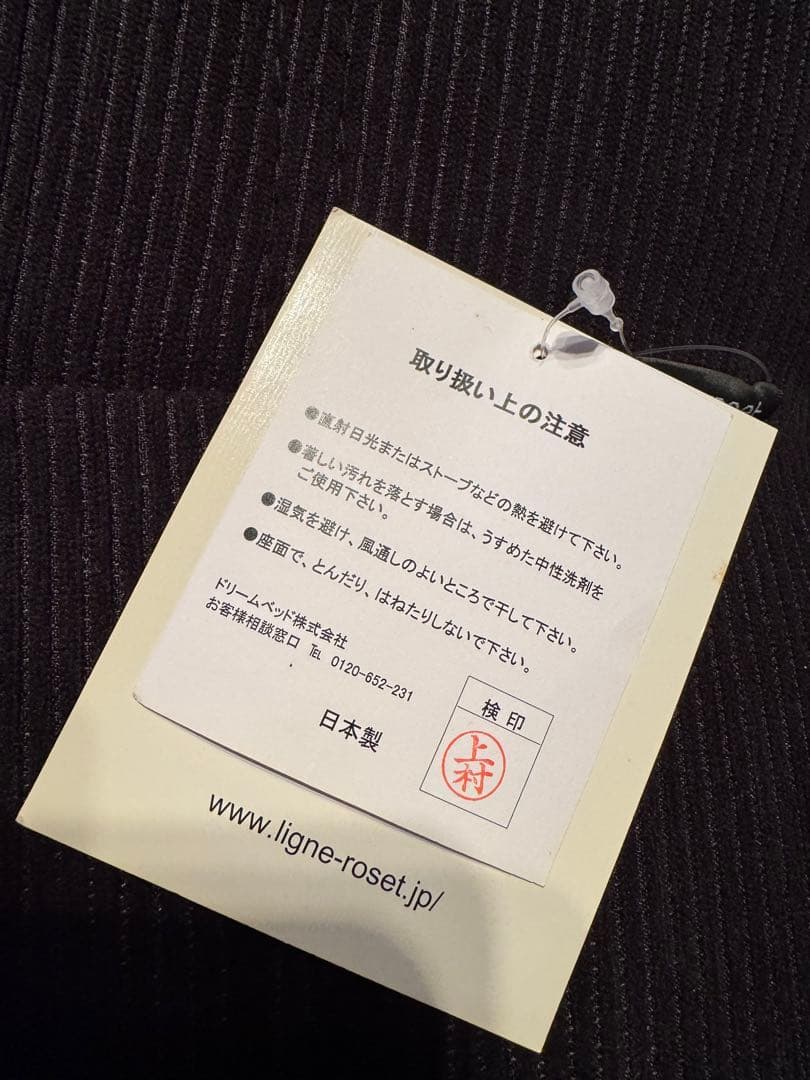 取り扱い上の注意
●直射日光またはストーブなどの熱を避けて下さい。
●著しい汚れを落とす場合は、うすめた中性洗剤を
ご使用下さい。
●湿気を避け、風通しのよいところで干して下さい。
●座面で、とんだり、はねたりしないで下さい。
ドリームベッド株式会社
お客様相談窓口 TEL 0120-652-231
日本製
検印
上村
www.ligne-roset.jp/